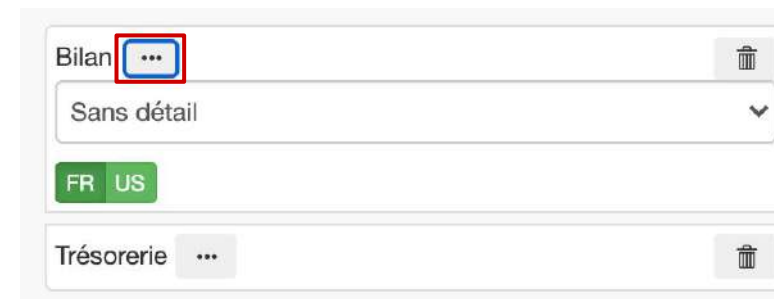 Bilan ...
Sans détail
FR US
Trésorerie ...